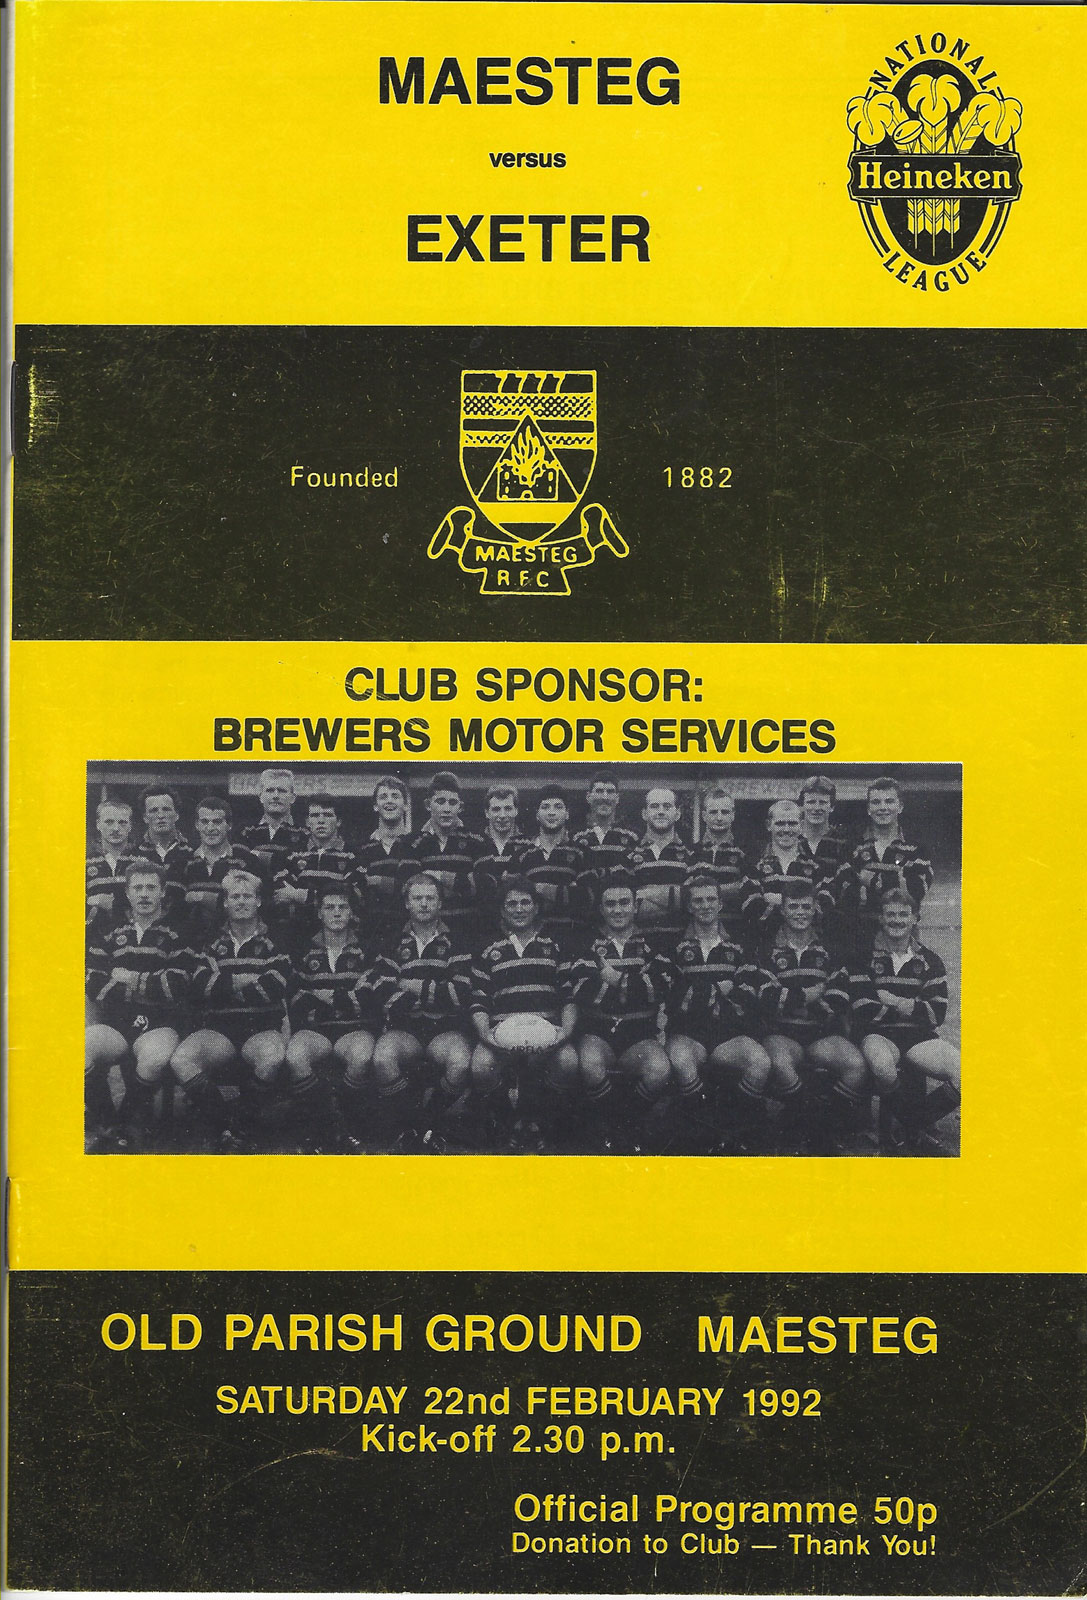 MAESTEG
versus
EXETER
NATIONAL
Heineken
LEAGUE
Founded
1882
MAESTEG
RFC
CLUB SPONSOR:
BREWERS MOTOR SERVICES
OLD PARISH GROUND MAESTEG
SATURDAY 22nd FEBRUARY 1992
Kick-off 2.30 p.m.
Official Programme 50p
Donation to Club — Thank You!